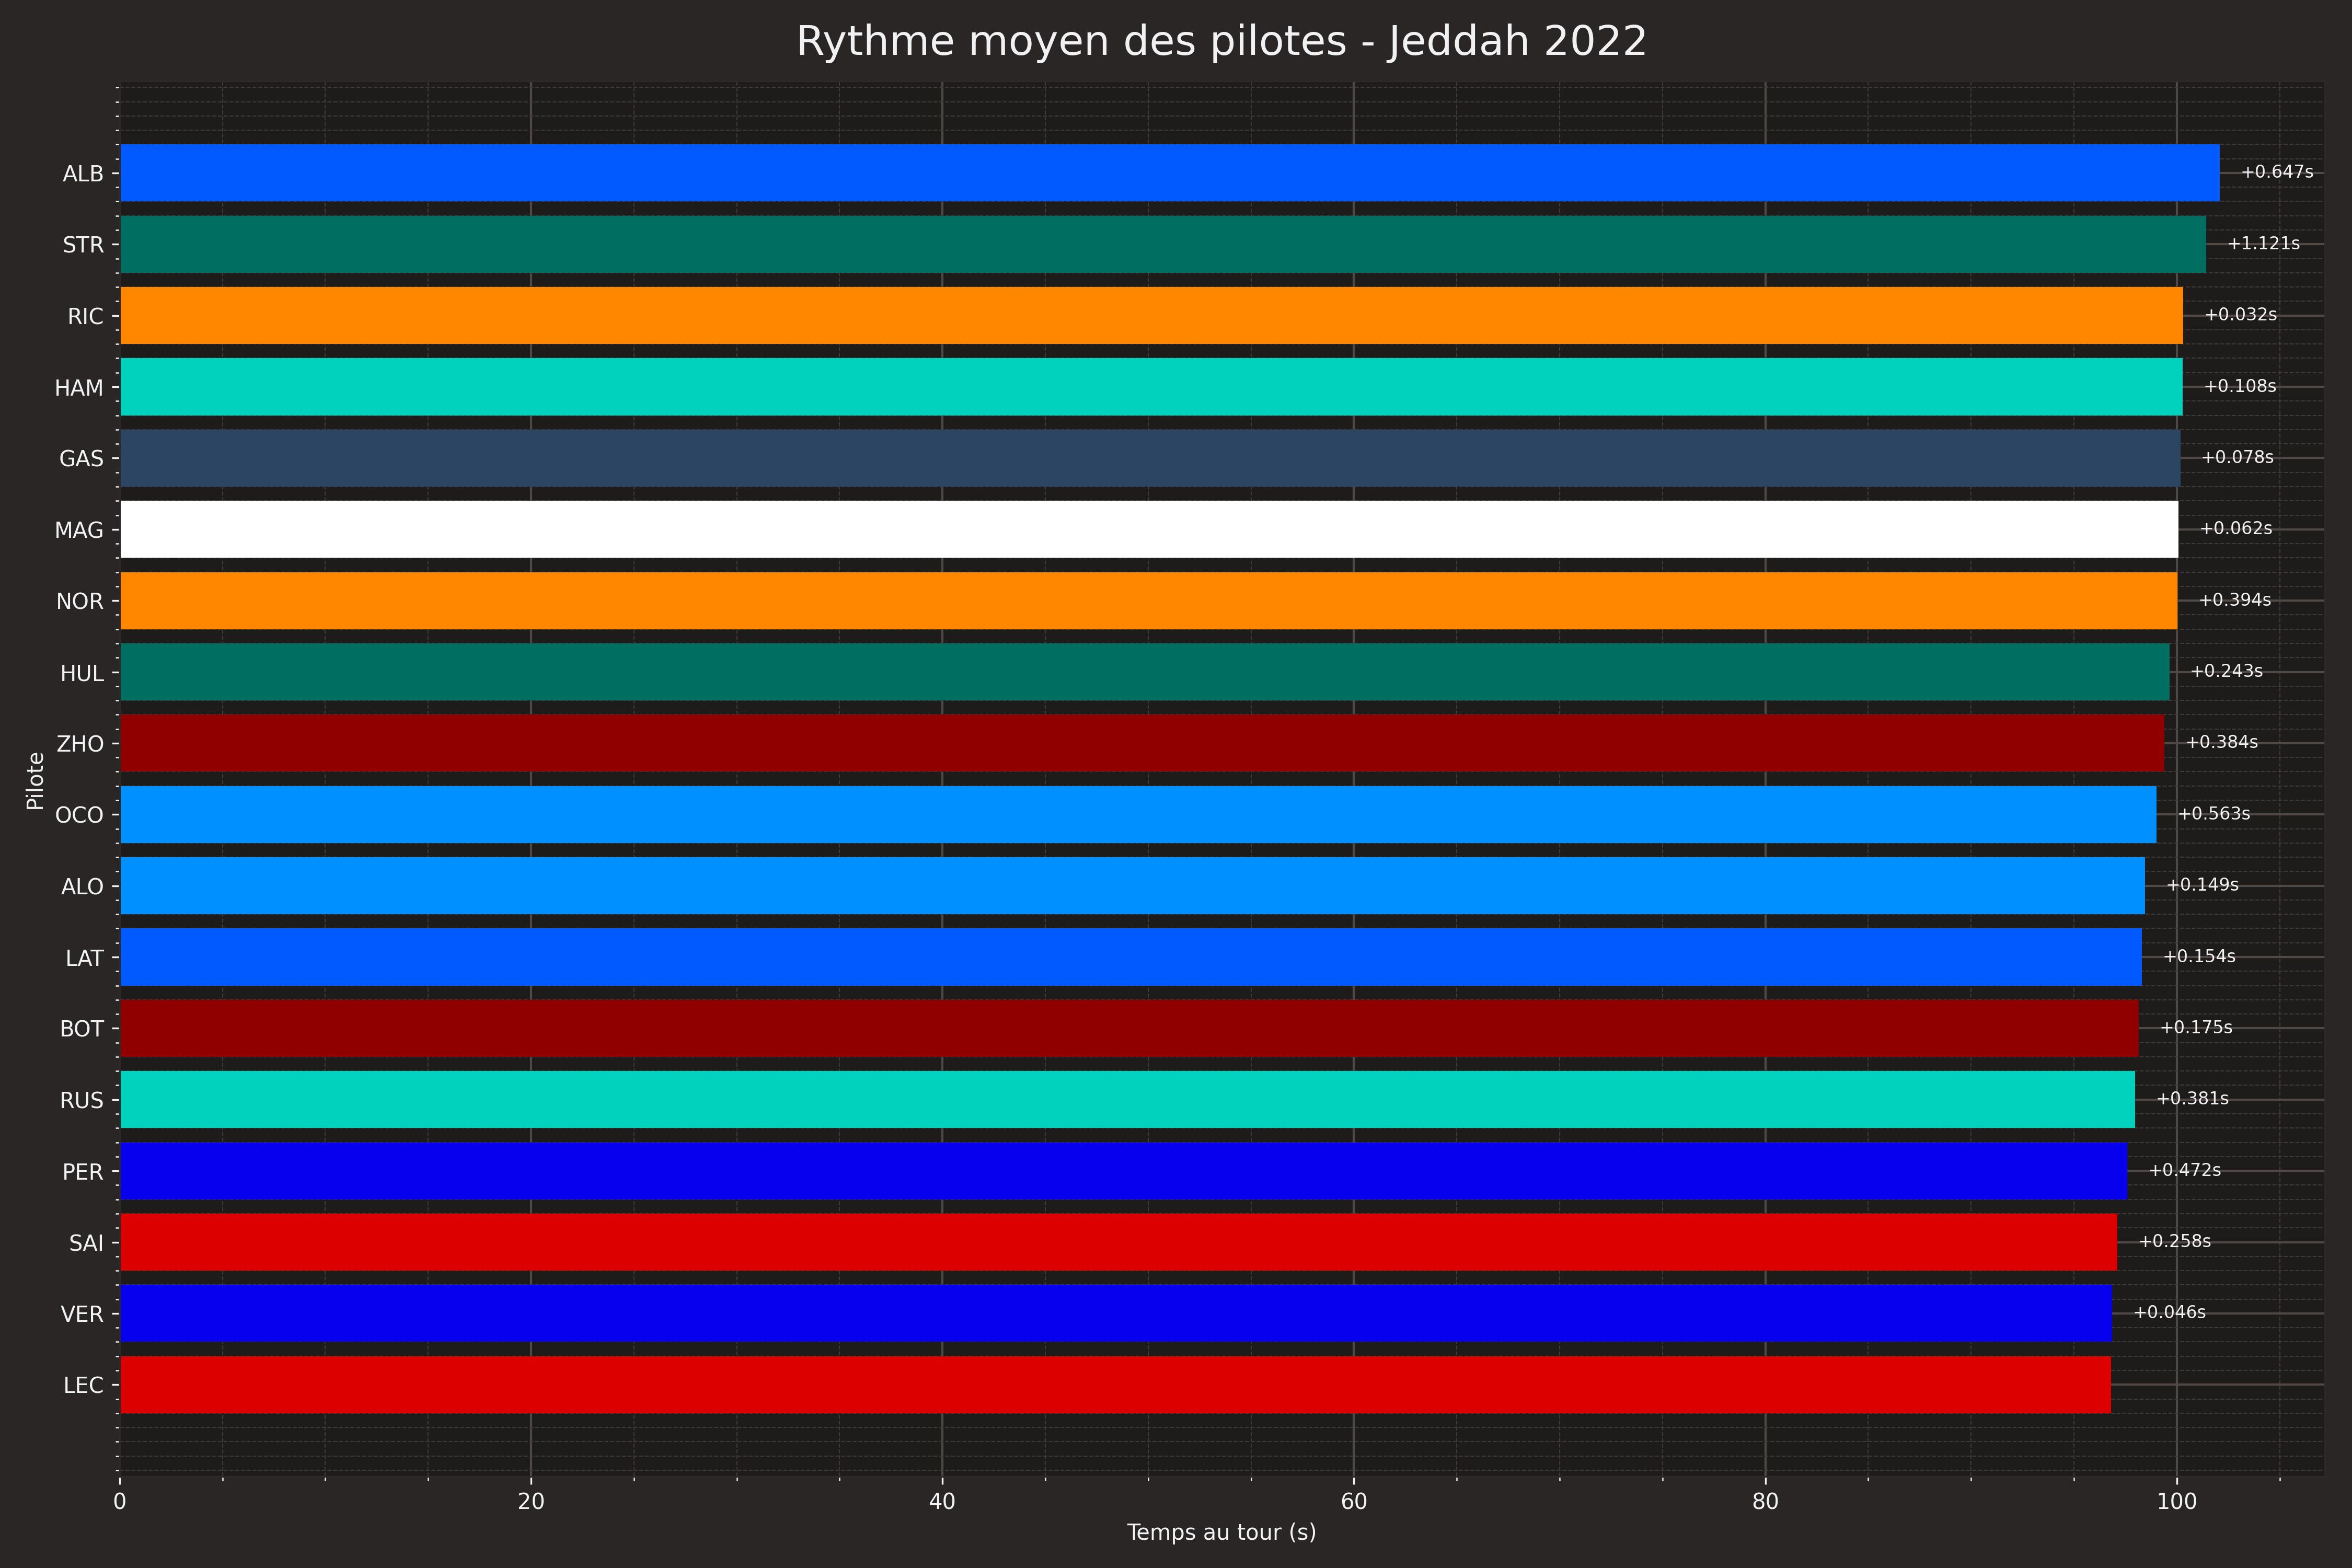 Rythme moyen des pilotes - Jeddah 2022
ALB +0.647s
STR +1.121s
RIC +0.032s
HAM +0.108s
GAS +0.078s
MAG +0.062s
NOR +0.394s
HUL +0.243s
ZHO +0.384s
OCO +0.563s
ALO +0.149s
LAT +0.154s
BOT +0.175s
RUS +0.381s
PER +0.472s
SAI +0.258s
VER +0.046s
LEC
Pilote
0 20 40 60 80 100
Temps au tour (s)